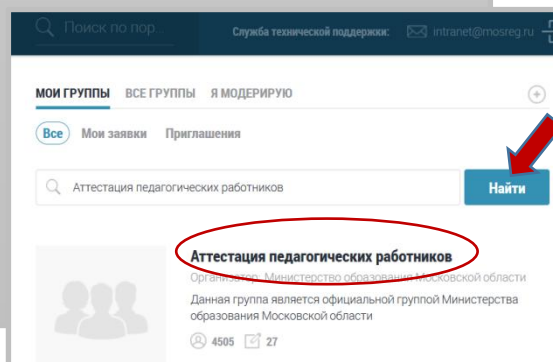 Поиск по пор
Служба технической поддержки: intranet@mosreg.ru
МОИ ГРУППЫ ВСЕ ГРУППЫ Я МОДЕРИРУЮ
Все Мои заявки Приглашения
Аттестация педагогических работников Найти
Аттестация педагогических работников
Организатор: Министерство образования Московской области
Данная группа является официальной группой Министерства
образования Московской области
4505 27